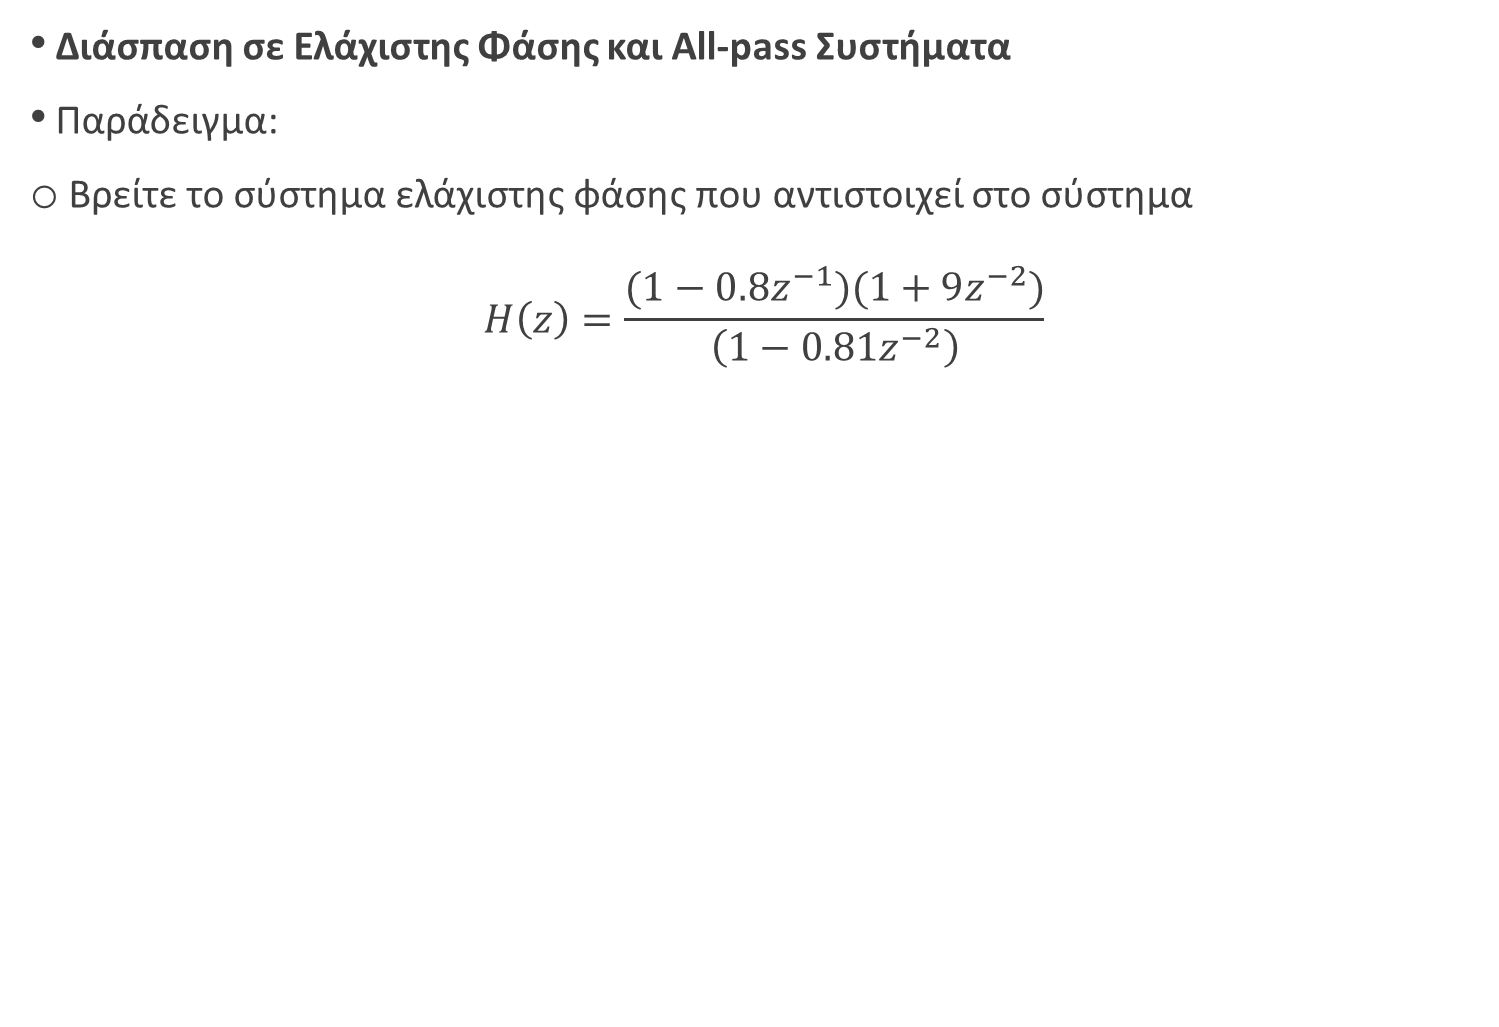 • Διάσπαση σε Ελάχιστης Φάσης και All-pass Συστήματα
• Παράδειγμα:
○ Βρείτε το σύστημα ελάχιστης φάσης που αντιστοιχεί στο σύστημα
H(z) = \frac{(1 − 0.8z^{−1})(1 + 9z^{−2})}{(1 − 0.81z^{−2})}